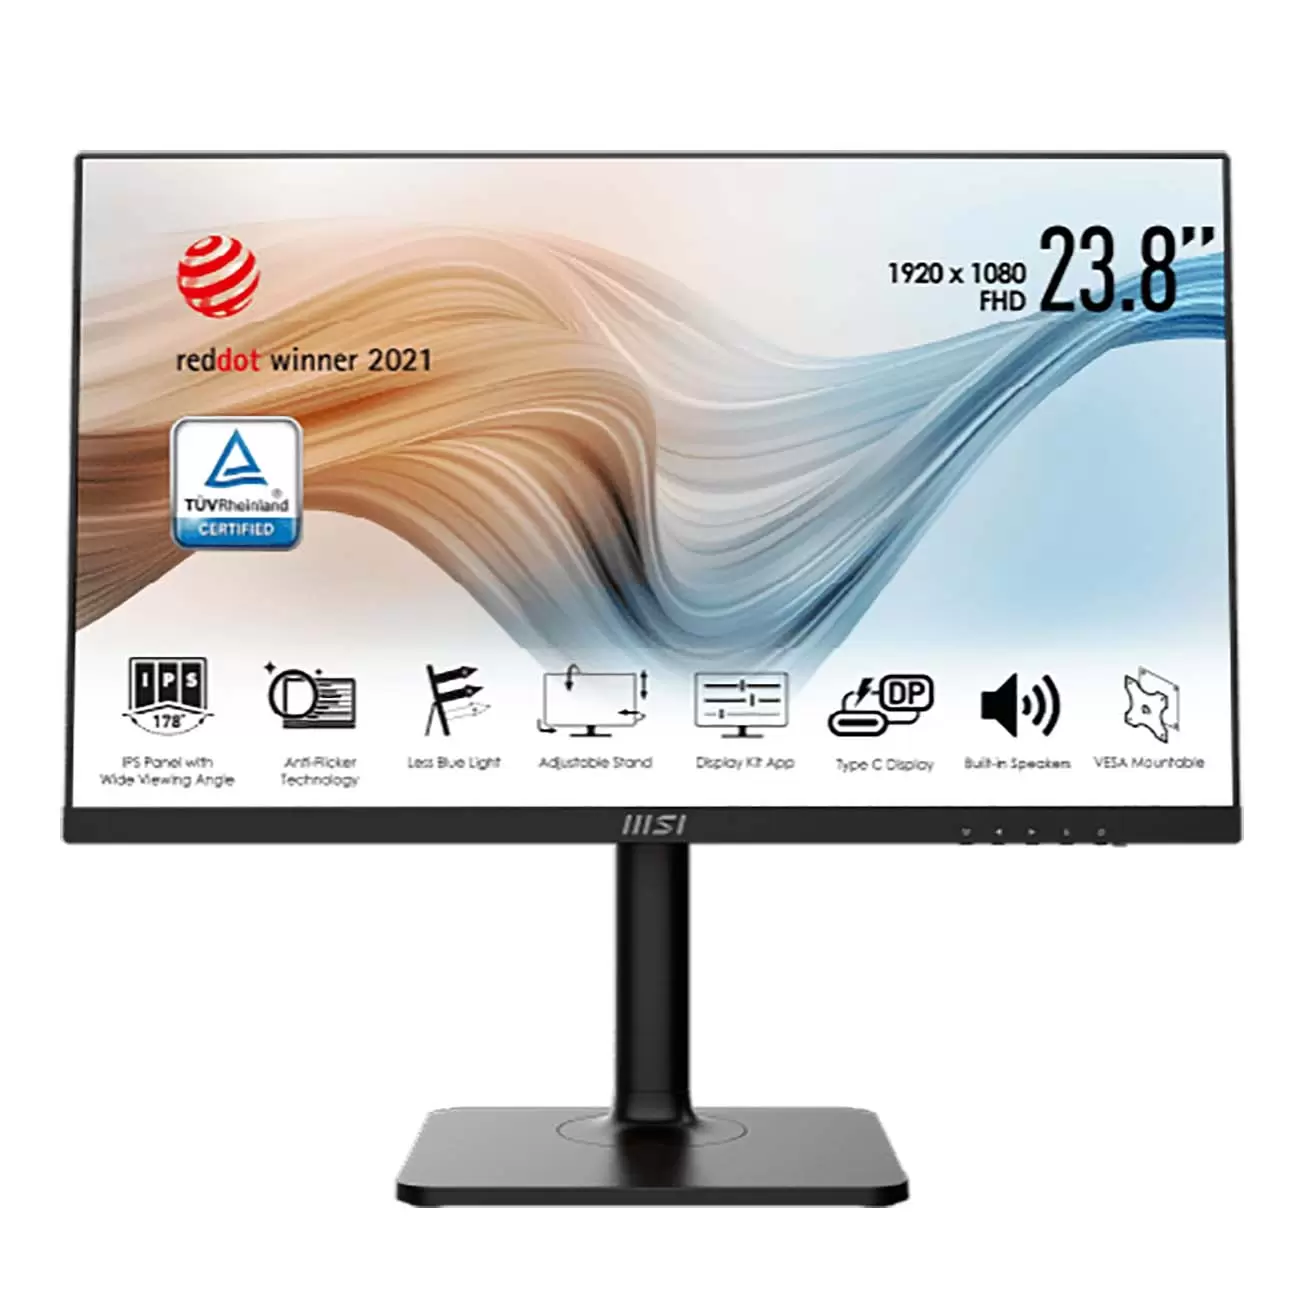 1920 x 1080
FHD
23.8”
reddot winner 2021
TÜVRheinland®
CERTIFIED
IPS
178°
DP
IPS Panel with
Wide Viewing Angle
Anti-Flicker
Technology
Less Blue Light
Adjustable Stand
Display Kit App
Type C Display
Built-in Speakers
VESA Mountable
MSI